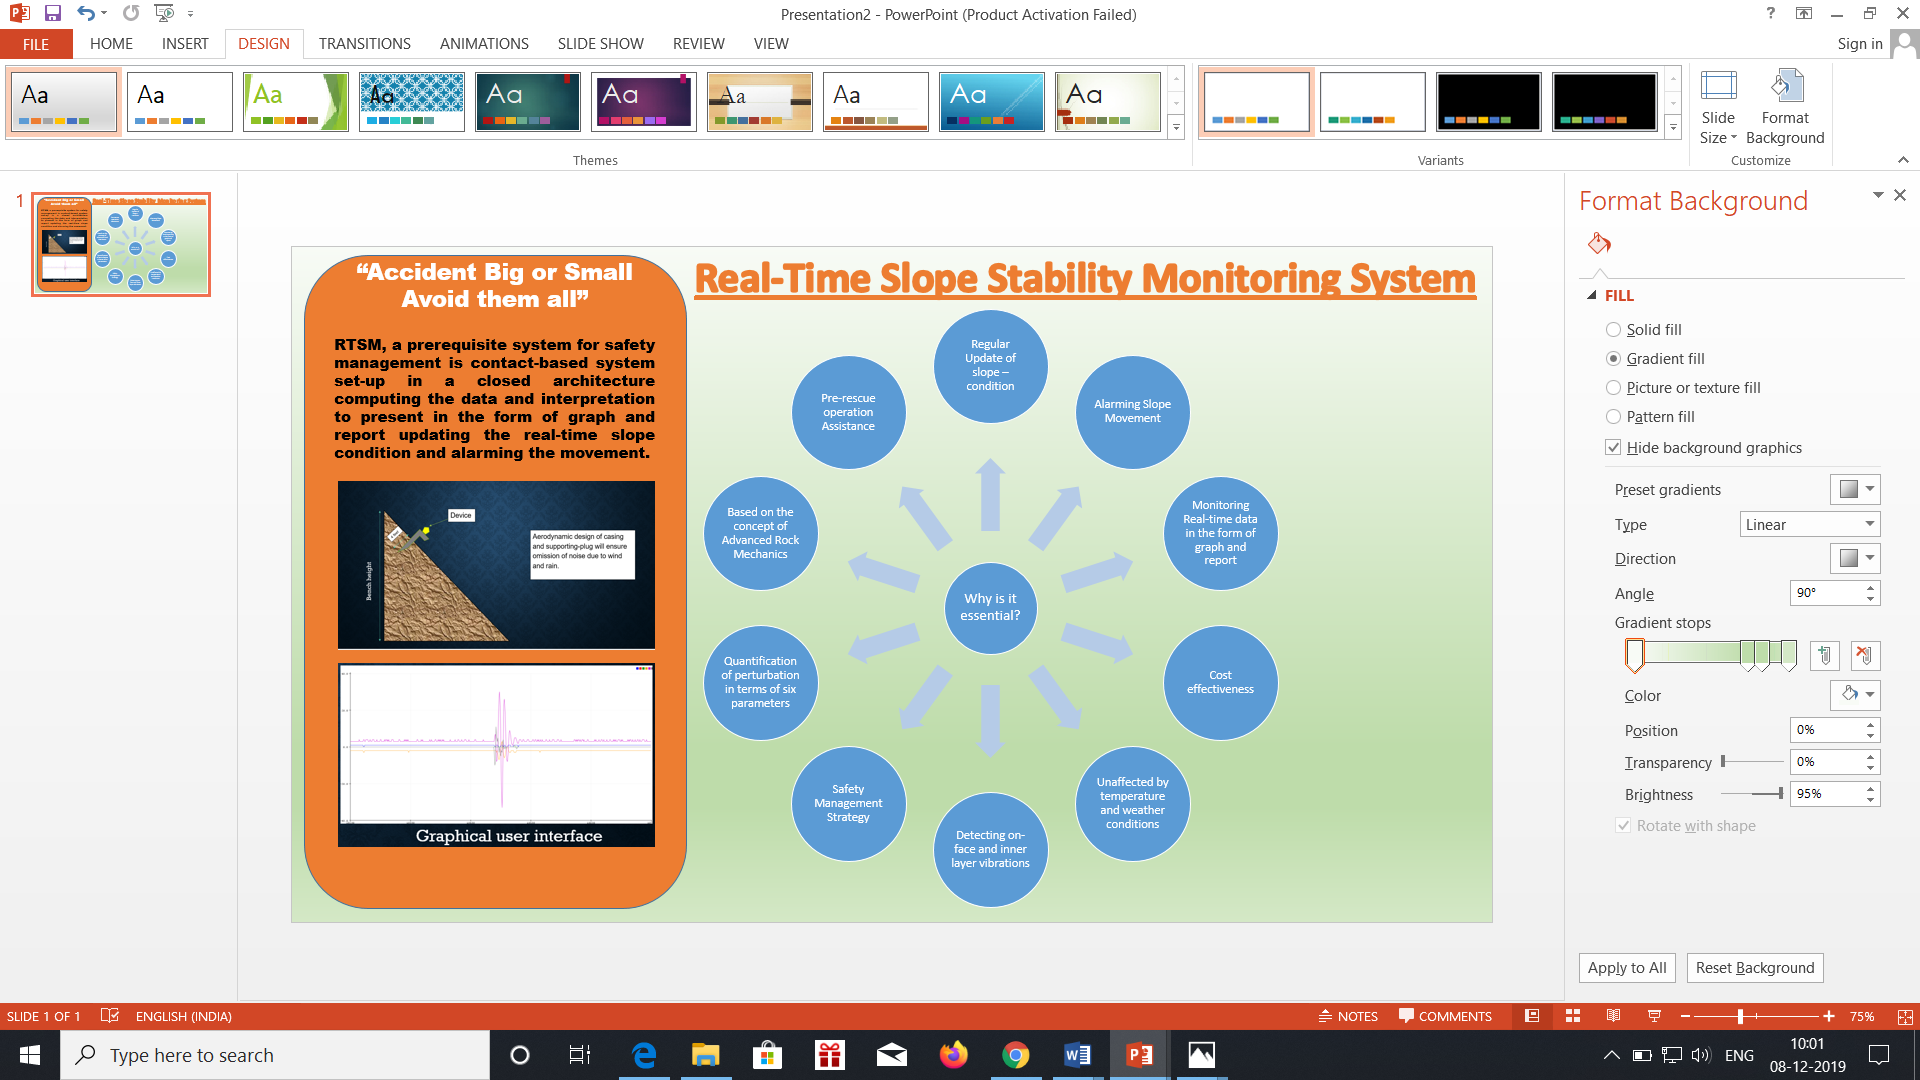 Presentation2 - PowerPoint (Product Activation Failed)
?
FILE
HOME
INSERT
DESIGN
TRANSITIONS
ANIMATIONS
SLIDE SHOW
REVIEW
VIEW
Sign in
Aa
Aa
Aa
Aa
Aa
Aa
Aa
Aa
Aa
Aa
Slide
Size
Format
Background
Themes
Variants
Customize
1
“Accident Big or Small
Avoid them all”
RTSM, a prerequisite system for safety
management is contact-based system
set-up in a closed architecture
computing the data and interpretation
to present in the form of graph and
report updating the real-time slope
condition and alarming the movement.
Device
Bench height
Aerodynamic design of casing
and supporting-plug will ensure
omission of noise due to wind
and rain.
Graphical user interface
Real-Time Slope Stability Monitoring System
Regular
Update of
slope –
condition
Alarming Slope
Movement
Monitoring
Real-time data
in the form of
graph and
report
Cost
effectiveness
Unaffected by
temperature
and weather
conditions
Detecting on-
face and inner
layer vibrations
Safety
Management
Strategy
Quantification
of perturbation
in terms of six
parameters
Based on the
concept of
Advanced Rock
Mechanics
Pre-rescue
operation
Assistance
Why is it
essential?
Format Background
FILL
Solid fill
Gradient fill
Picture or texture fill
Pattern fill
Hide background graphics
Preset gradients
Type
Linear
Direction
Angle
90°
Gradient stops
Color
Position
0%
Transparency
0%
Brightness
95%
Rotate with shape
Apply to All
Reset Background
SLIDE 1 OF 1
ENGLISH (INDIA)
NOTES
COMMENTS
75%
Type here to search
ENG
10:01
08-12-2019